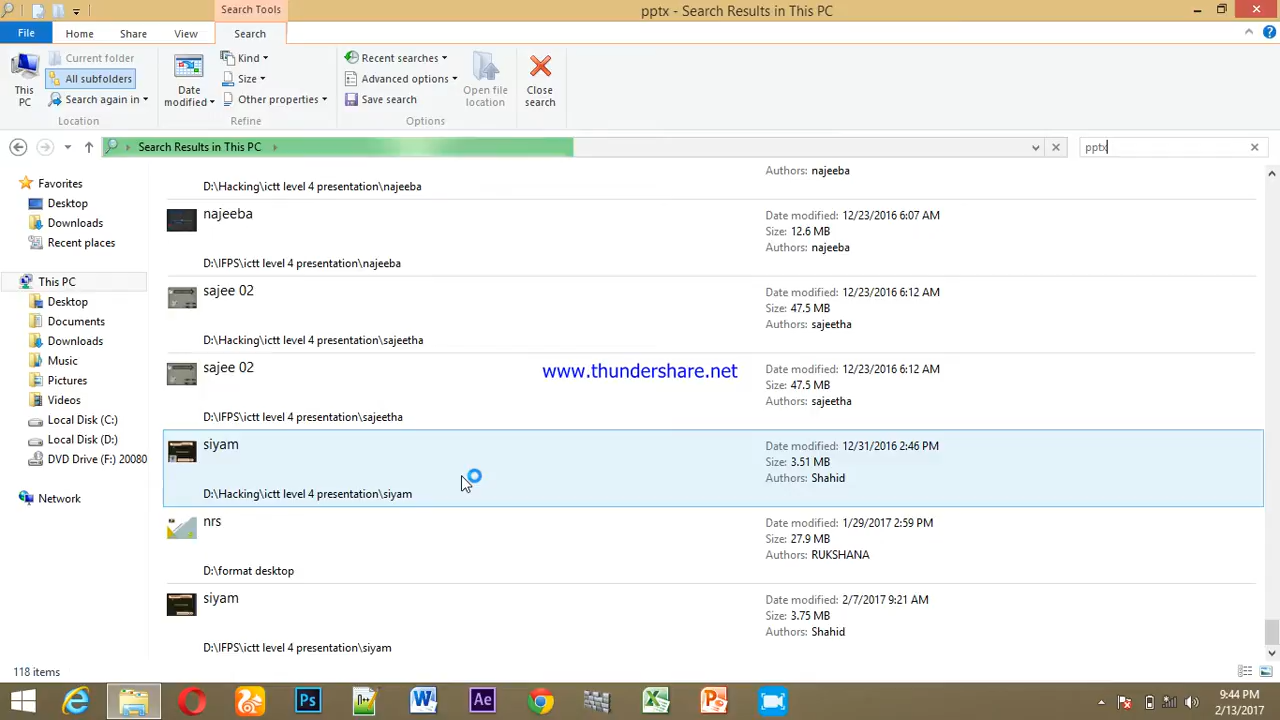 Search Tools
pptx - Search Results in This PC
File Home Share View Search
This PC
Current folder
All subfolders
Search again in
Location
Date modified
Kind
Size
Other properties
Refine
Recent searches
Advanced options
Save search
Open file location
Options
Close search
Search Results in This PC
pptx
Favorites
Desktop
Downloads
Recent places
This PC
Desktop
Documents
Downloads
Music
Pictures
Videos
Local Disk (C:)
Local Disk (D:)
DVD Drive (F:) 20080
Network
Authors: najeeba
D:\Hacking\ictt level 4 presentation\najeeba
najeeba
Date modified: 12/23/2016 6:07 AM
Size: 12.6 MB
Authors: najeeba
D:\IFPS\ictt level 4 presentation\najeeba
sajee 02
Date modified: 12/23/2016 6:12 AM
Size: 47.5 MB
Authors: sajeetha
D:\Hacking\ictt level 4 presentation\sajeetha
sajee 02
www.thundershare.net
Date modified: 12/23/2016 6:12 AM
Size: 47.5 MB
Authors: sajeetha
D:\IFPS\ictt level 4 presentation\sajeetha
siyam
Date modified: 12/31/2016 2:46 PM
Size: 3.51 MB
Authors: Shahid
D:\Hacking\ictt level 4 presentation\siyam
nrs
Date modified: 1/29/2017 2:59 PM
Size: 27.9 MB
Authors: RUKSHANA
D:\format desktop
siyam
Date modified: 2/7/2017 9:21 AM
Size: 3.75 MB
Authors: Shahid
D:\IFPS\ictt level 4 presentation\siyam
118 items
Ps
Ae
9:44 PM
2/13/2017